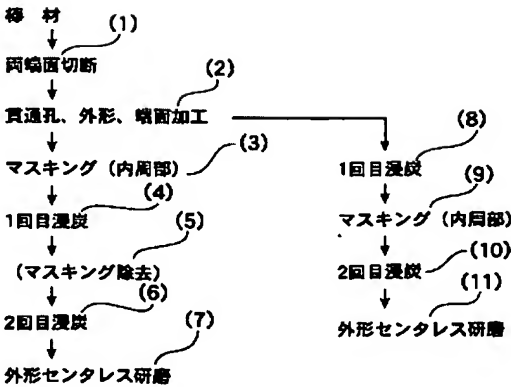 棒 材
(1)
両端面切断
(2)
貫通孔、外形、端面加工
(3)
マスキング (内周部)
(4)
1回目浸炭
(5)
(マスキング除去)
(6)
2回目浸炭
(7)
外形センタレス研磨
(8)
1回目浸炭
(9)
マスキング (内周部)
(10)
2回目浸炭
(11)
外形センタレス研磨